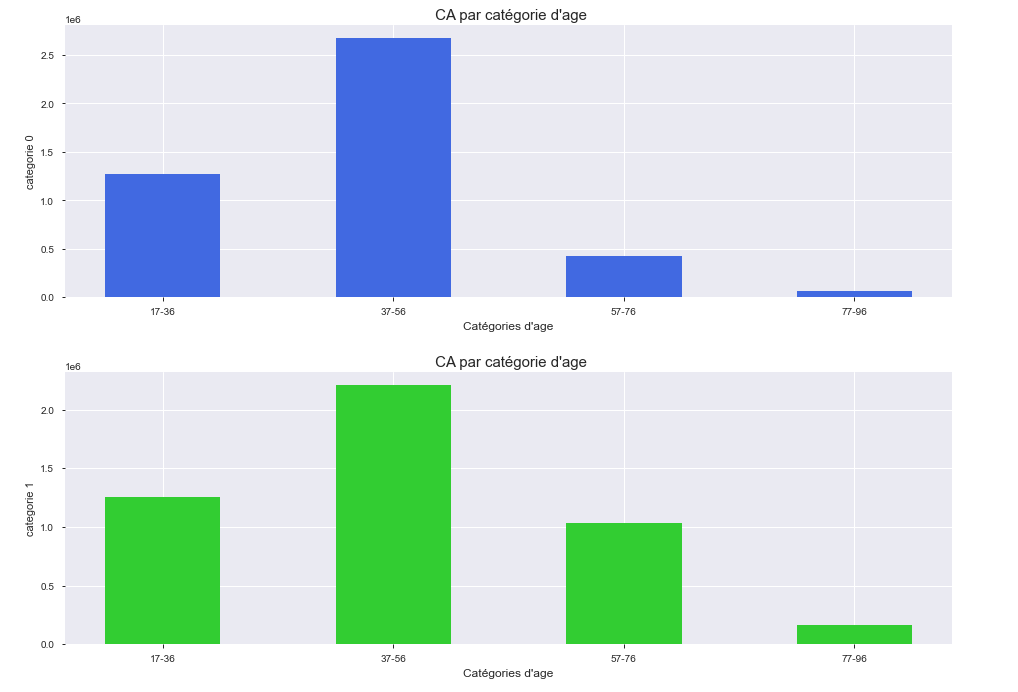 CA par catégorie d'age
1e6
2.5
2.0
1.5
1.0
0.5
0.0
categorie 0
17-36 37-56 57-76 77-96
Catégories d'age
CA par catégorie d'age
1e6
2.0
1.5
1.0
0.5
0.0
categorie 1
17-36 37-56 57-76 77-96
Catégories d'age